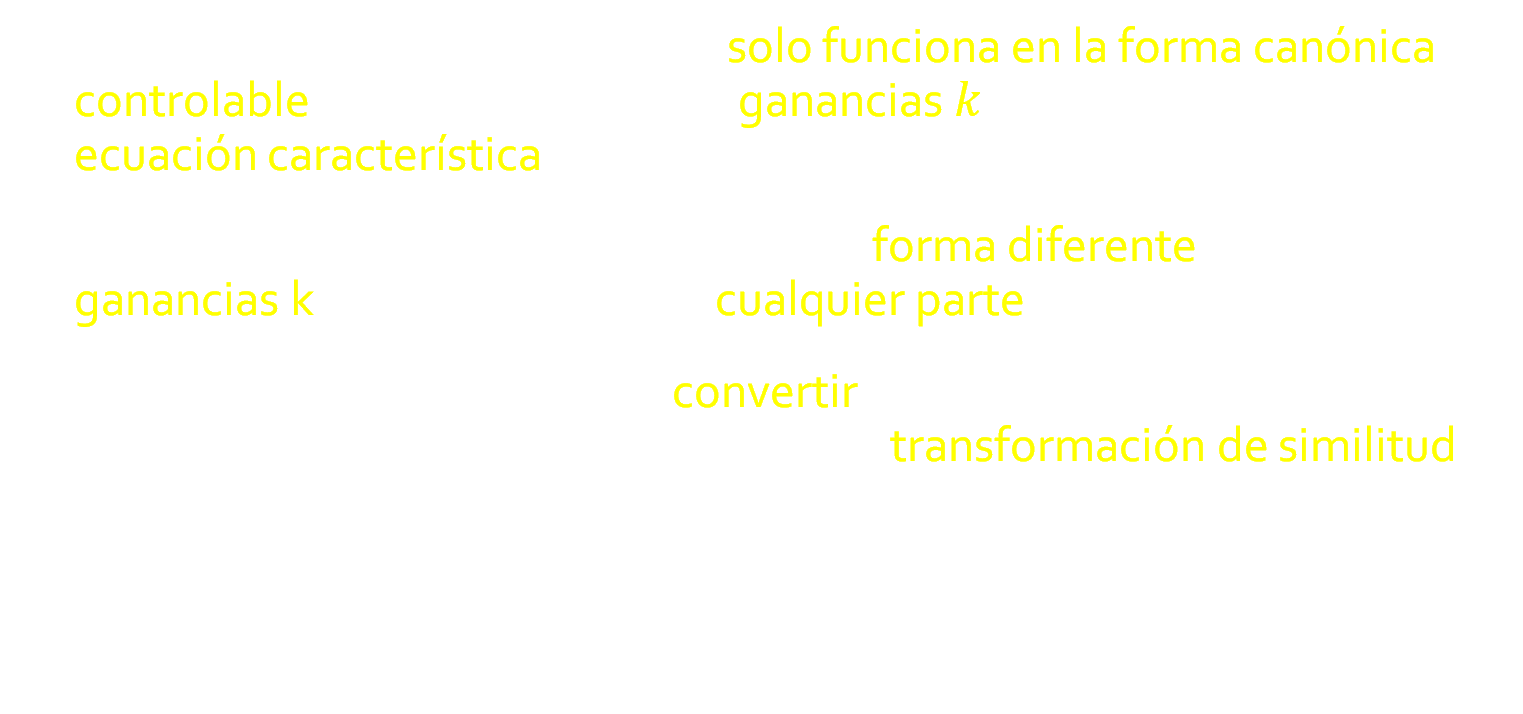 solo funciona en la forma canónica
controlable ganancias k
ecuación característica
forma diferente
ganancias k cualquier parte
convertir
transformación de similitud